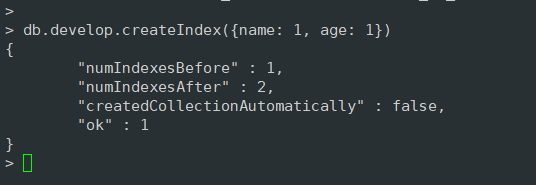 >
> db.develop.createIndex({name: 1, age: 1})
{
        "numIndexesBefore" : 1,
        "numIndexesAfter" : 2,
        "createdCollectionAutomatically" : false,
        "ok" : 1
}
>